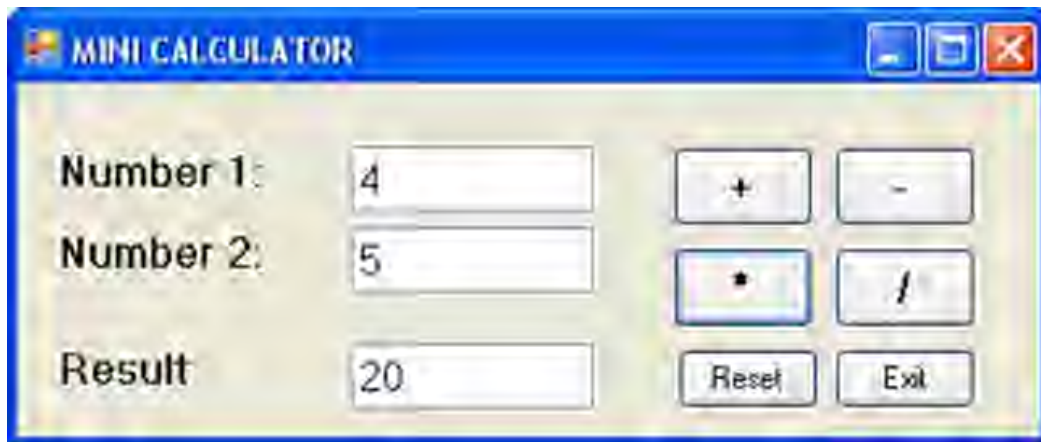 MINI CALCULATOR
Number 1: 4 + -
Number 2: 5 * /
Result 20 Reset Exit